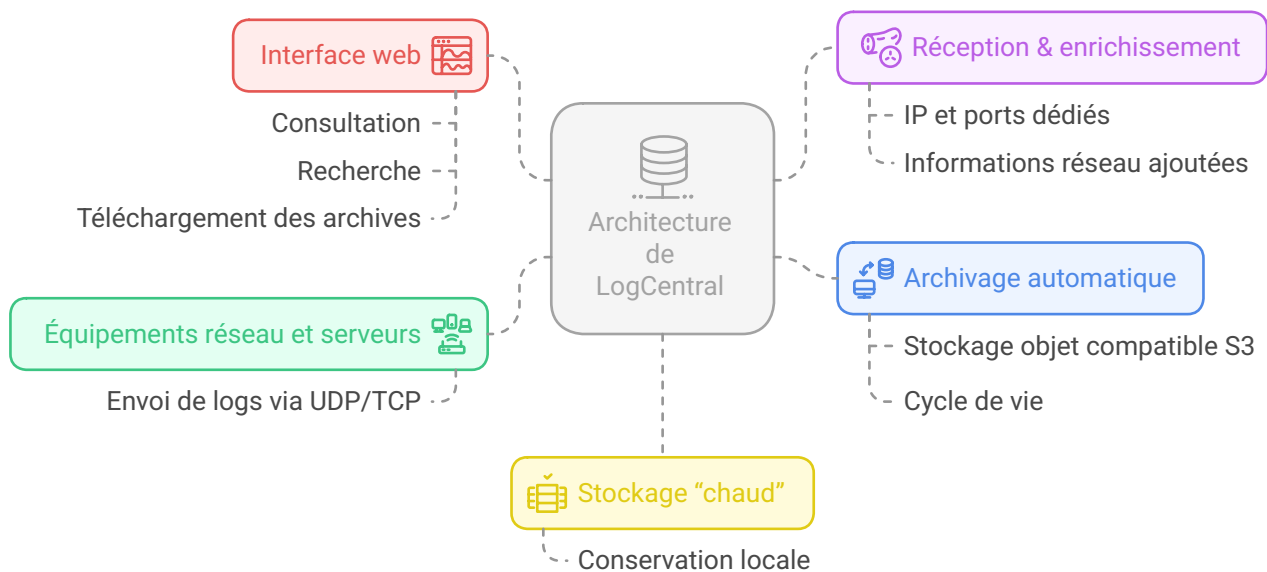 Interface web
Consultation
Recherche
Téléchargement des archives
Équipements réseau et serveurs
Envoi de logs via UDP/TCP
Architecture
de
LogCentral
Réception & enrichissement
IP et ports dédiés
Informations réseau ajoutées
Archivage automatique
Stockage objet compatible S3
Cycle de vie
Stockage “chaud”
Conservation locale